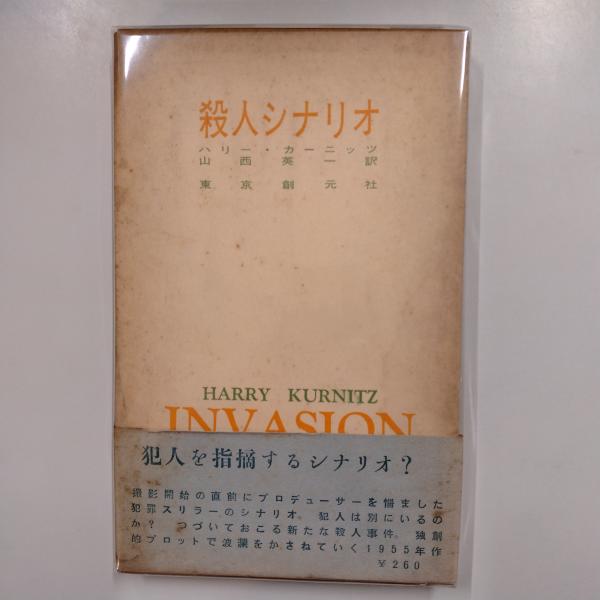 殺人シナリオ
ハリー・カーニッツ
山西英一訳
東京創元社
HARRY KURNITZ
INVASION
犯人を指摘するシナリオ?
撮影開始の直前にプロデューサーを悩ました
犯罪スリラーのシナリオ。犯人は別にいるの
か? つづいておこる新たな殺人事件。独創
的プロットで波瀾をかさねていく1955年作
¥260